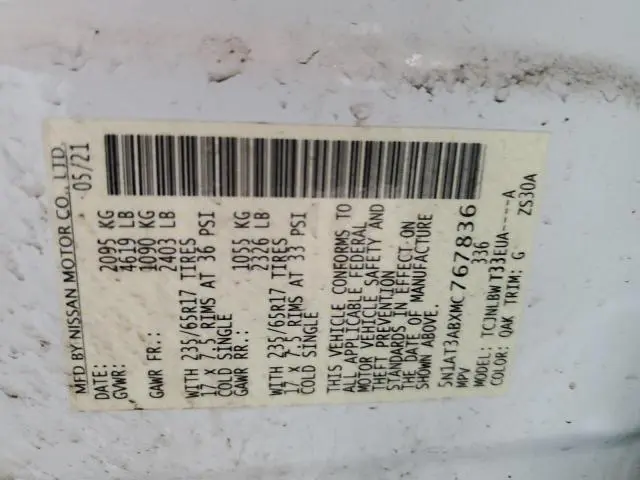 MFD BY NISSAN MOTOR CO., LTD.
DATE: 05/21
GVWR: 2095 KG
4619 LB
GAWR FR.: 1090 KG
2403 LB
WITH 235/65R17 TIRES
17 X 7.5 RIMS AT 36 PSI
COLD SINGLE
GAWR RR.: 1055 KG
2326 LB
WITH 235/65R17 TIRES
17 X 7.5 RIMS AT 33 PSI
COLD SINGLE
THIS VEHICLE CONFORMS TO
ALL APPLICABLE FEDERAL
MOTOR VEHICLE SAFETY AND
THEFT PREVENTION
STANDARDS IN EFFECT ON
THE DATE OF MANUFACTURE
SHOWN ABOVE.
5N1AT3ABXMC767836
MPV 336
TC1NLBWT33EUA----A
COLOR: QAK TRIM: G ZS30A